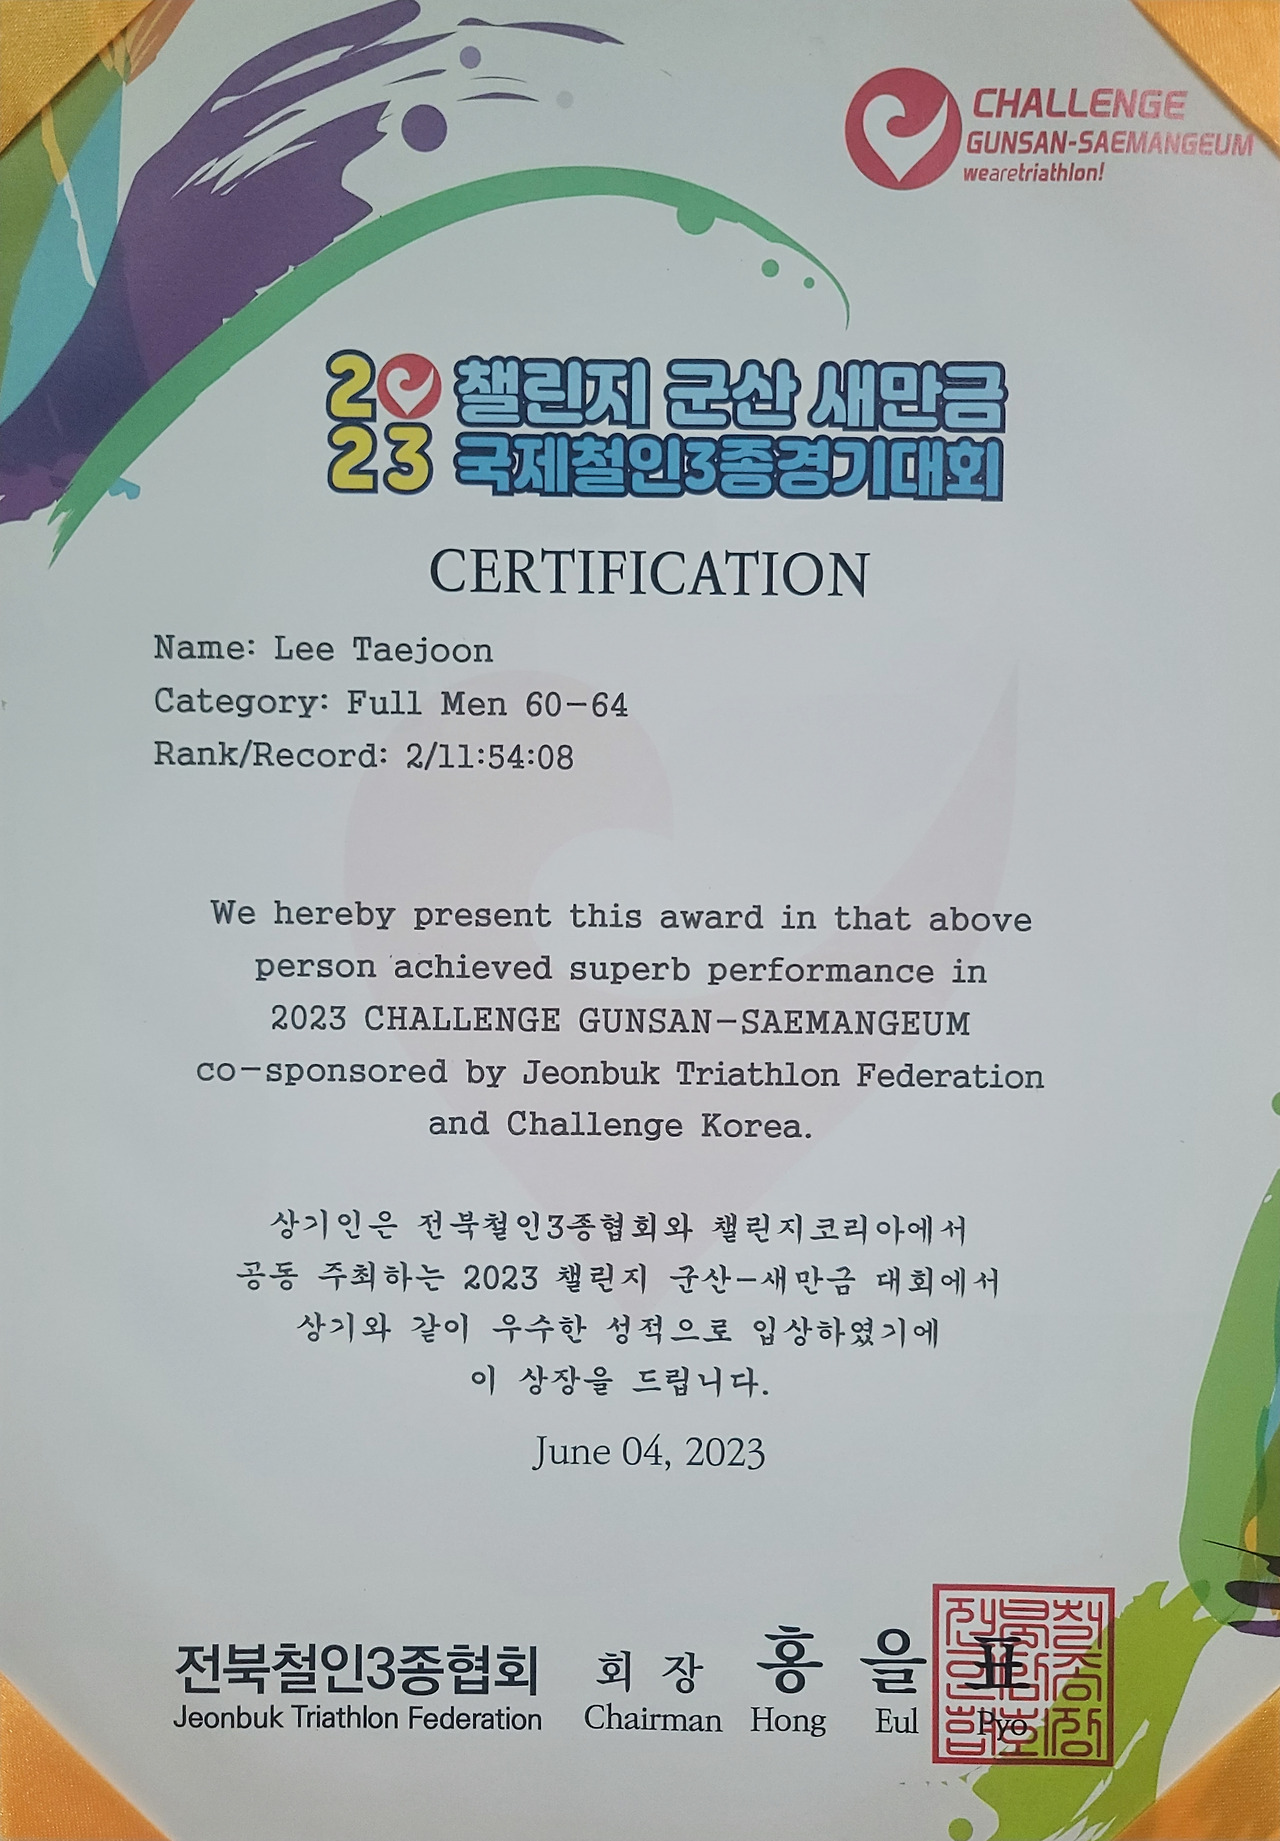 CHALLENGE
GUNSAN-SAEMANGEUM
wearetriathlon!
20 챌린지 군산 새만금
23 국제철인3종경기대회
CERTIFICATION
Name: Lee Taejoon
Category: Full Men 60-64
Rank/Record: 2/11:54:08
We hereby present this award in that above
person achieved superb performance in
2023 CHALLENGE GUNSAN-SAEMANGEUM
co-sponsored by Jeonbuk Triathlon Federation
and Challenge Korea.
상기인은 전북철인3종협회와 챌린지코리아에서
공동 주최하는 2023 챌린지 군산-새만금 대회에서
상기와 같이 우수한 성적으로 입상하였기에
이 상장을 드립니다.
June 04, 2023
전북철인3종협회 회 장 홍 을 표
Jeonbuk Triathlon Federation Chairman Hong Eul Pyo